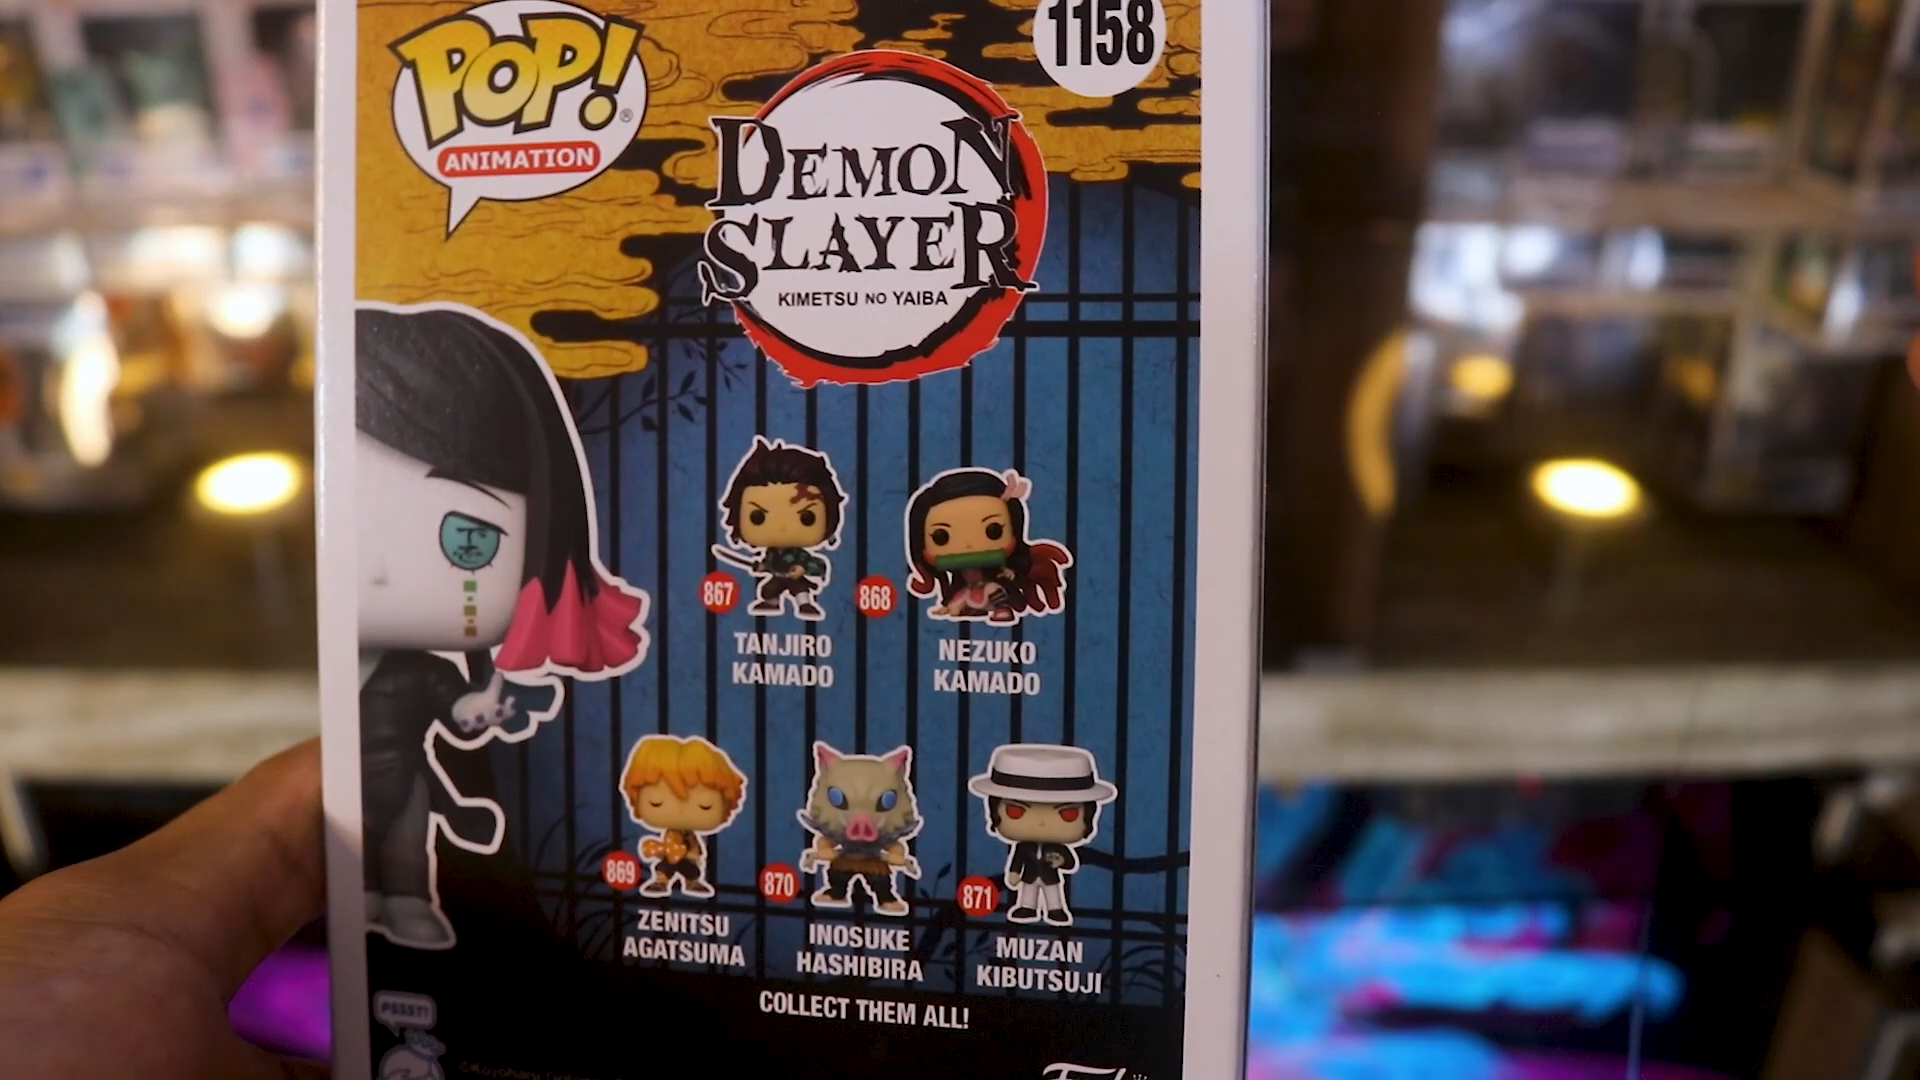 POP!
ANIMATION
1158
DEMON
SLAYER
KIMETSU NO YAIBA
867
TANJIRO
KAMADO
868
NEZUKO
KAMADO
869
ZENITSU
AGATSUMA
870
INOSUKE
HASHIBIRA
871
MUZAN
KIBUTSUJI
COLLECT THEM ALL!
PSSST!